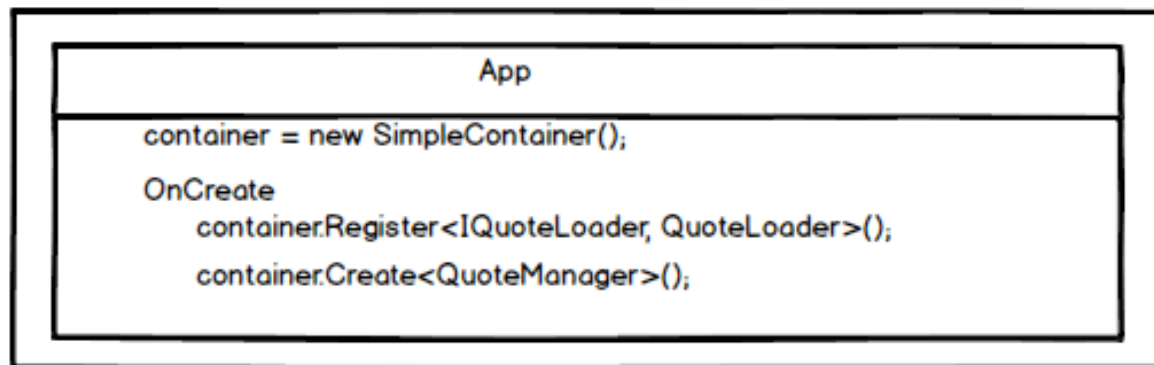 App
container = new SimpleContainer();
OnCreate
container.Register<IQuoteLoader, QuoteLoader>();
container.Create<QuoteManager>();